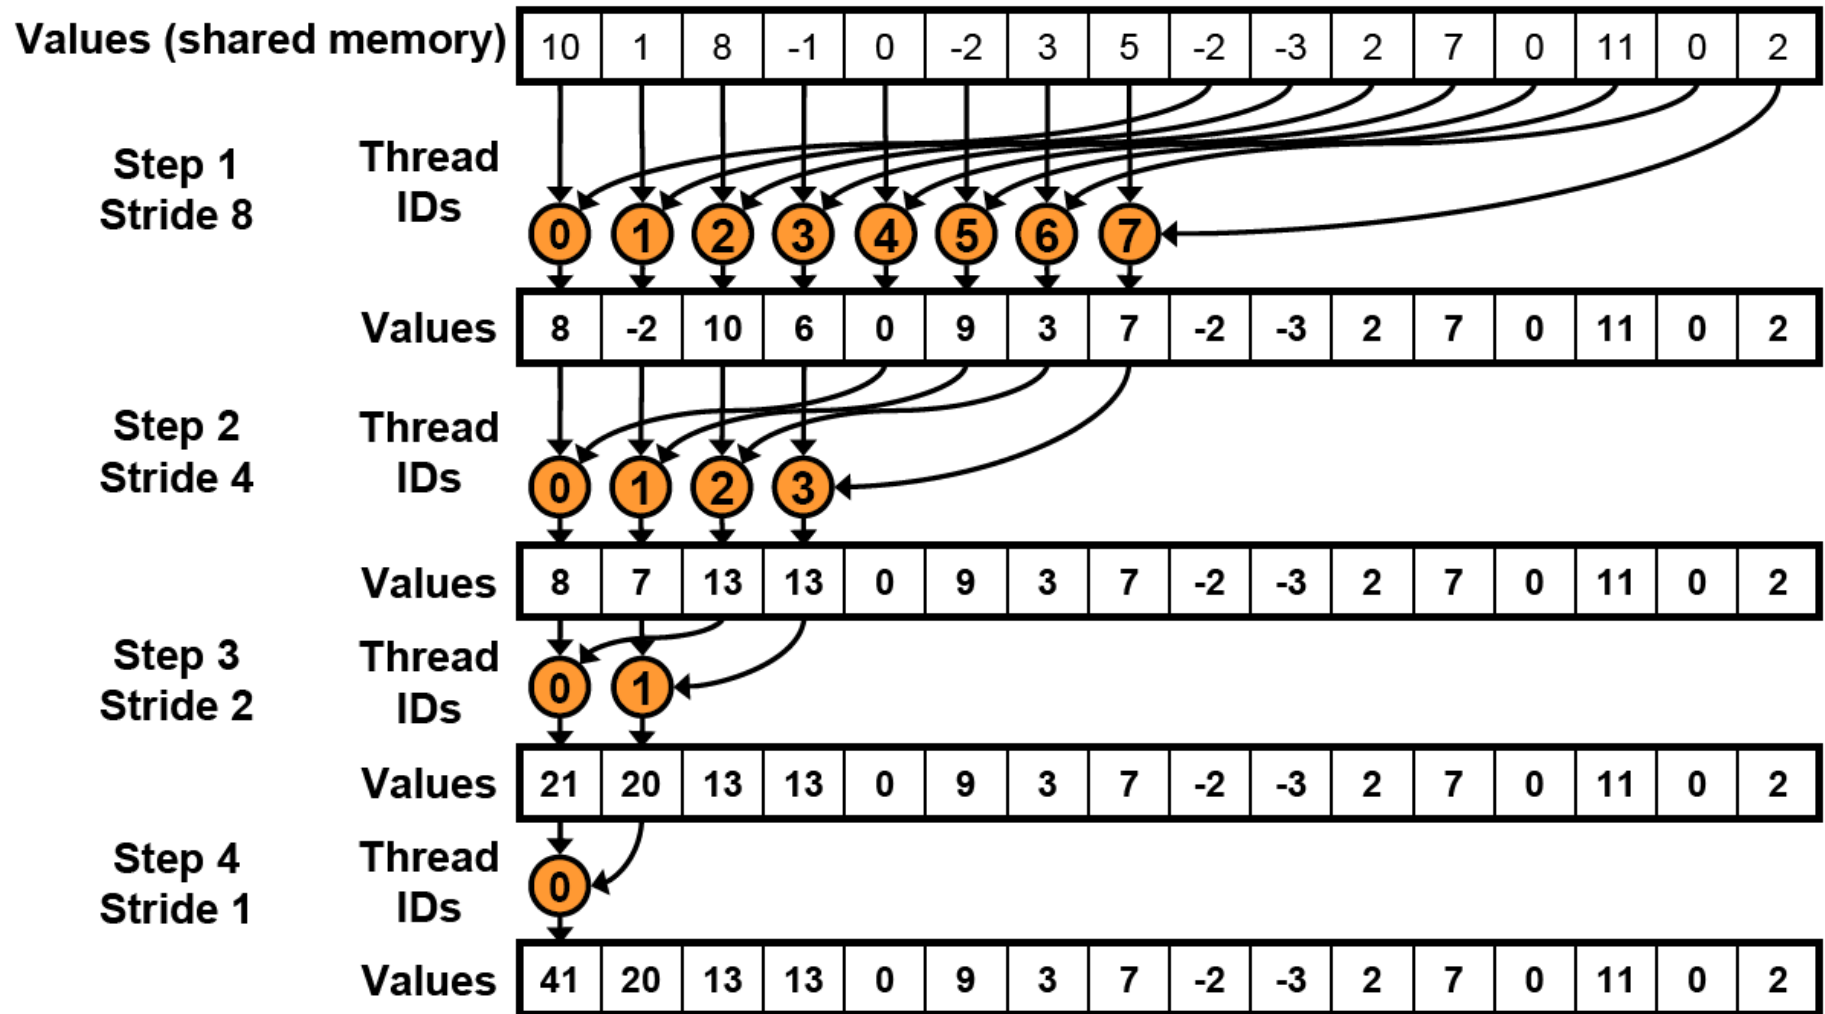 Values (shared memory) 10 1 8 -1 0 -2 3 5 -2 -3 2 7 0 11 0 2
Step 1 Thread
Stride 8 IDs
0 1 2 3 4 5 6 7
Values 8 -2 10 6 0 9 3 7 -2 -3 2 7 0 11 0 2
Step 2 Thread
Stride 4 IDs
0 1 2 3
Values 8 7 13 13 0 9 3 7 -2 -3 2 7 0 11 0 2
Step 3 Thread
Stride 2 IDs
0 1
Values 21 20 13 13 0 9 3 7 -2 -3 2 7 0 11 0 2
Step 4 Thread
Stride 1 IDs
0
Values 41 20 13 13 0 9 3 7 -2 -3 2 7 0 11 0 2